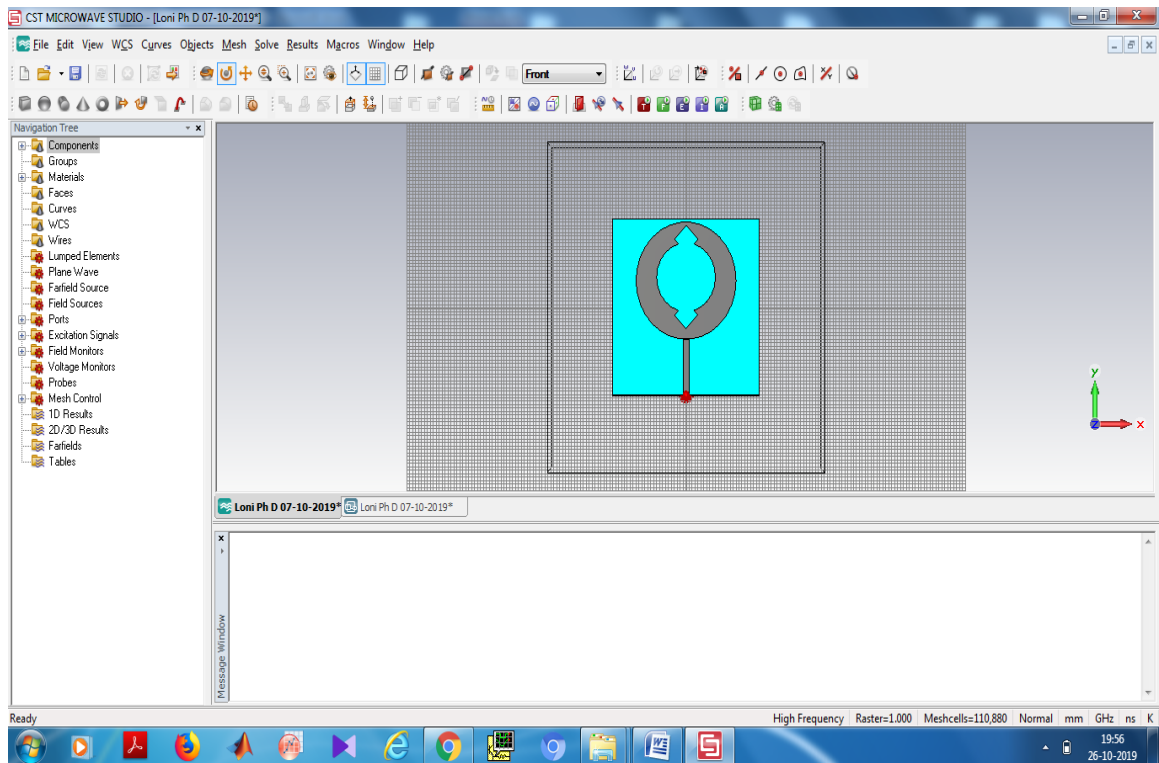 CST MICROWAVE STUDIO - [Loni Ph D 07-10-2019*]
File Edit View WCS Curves Objects Mesh Solve Results Macros Window Help
Front
Navigation Tree
Components
Groups
Materials
Faces
Curves
WCS
Wires
Lumped Elements
Plane Wave
Farfield Source
Field Sources
Ports
Excitation Signals
Field Monitors
Voltage Monitors
Probes
Mesh Control
1D Results
2D/3D Results
Farfields
Tables
y
z x
Loni Ph D 07-10-2019* Loni Ph D 07-10-2019*
Message Window
Ready High Frequency Raster=1.000 Meshcells=110,880 Normal mm GHz ns K
19:56
26-10-2019